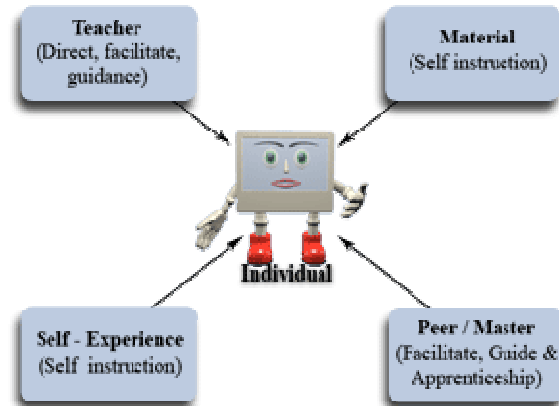 Teacher
(Direct, facilitate,
guidance)
Material
(Self instruction)
Individual
Self - Experience
(Self instruction)
Peer / Master
(Facilitate, Guide &
Apprenticeship)